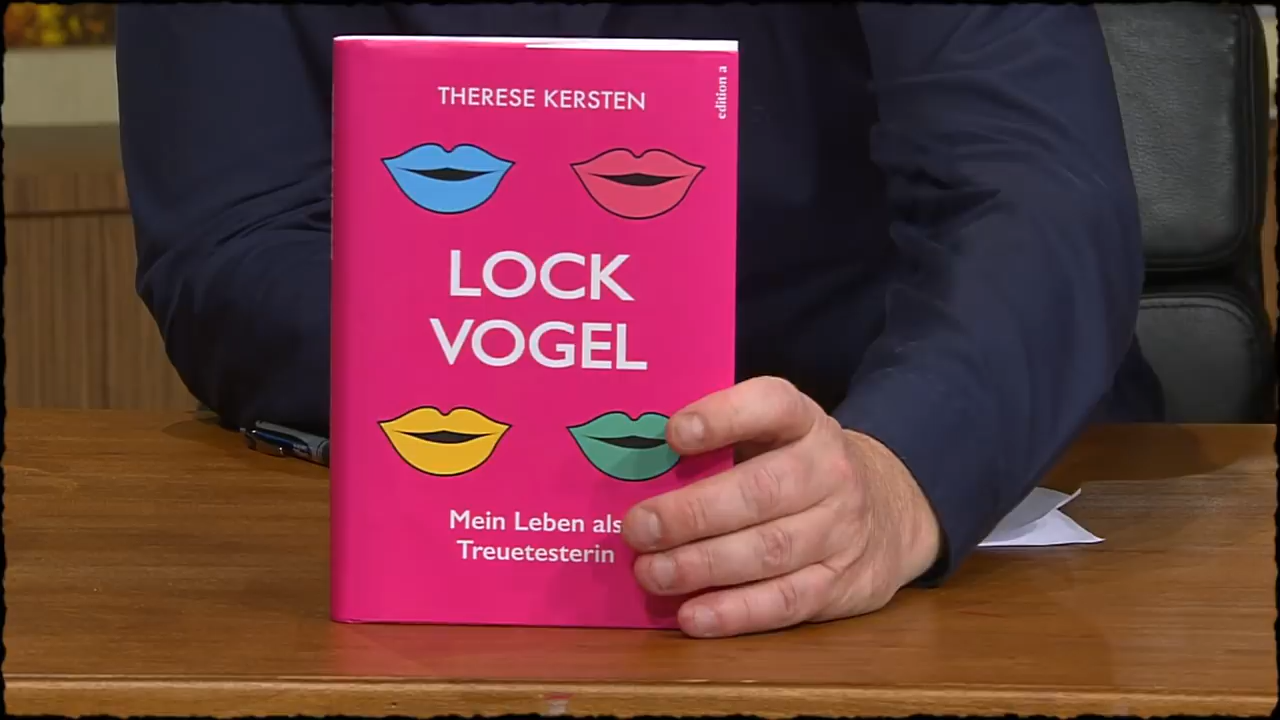 THERESE KERSTEN
edition a
LOCK
VOGEL
Mein Leben als
Treuetesterin